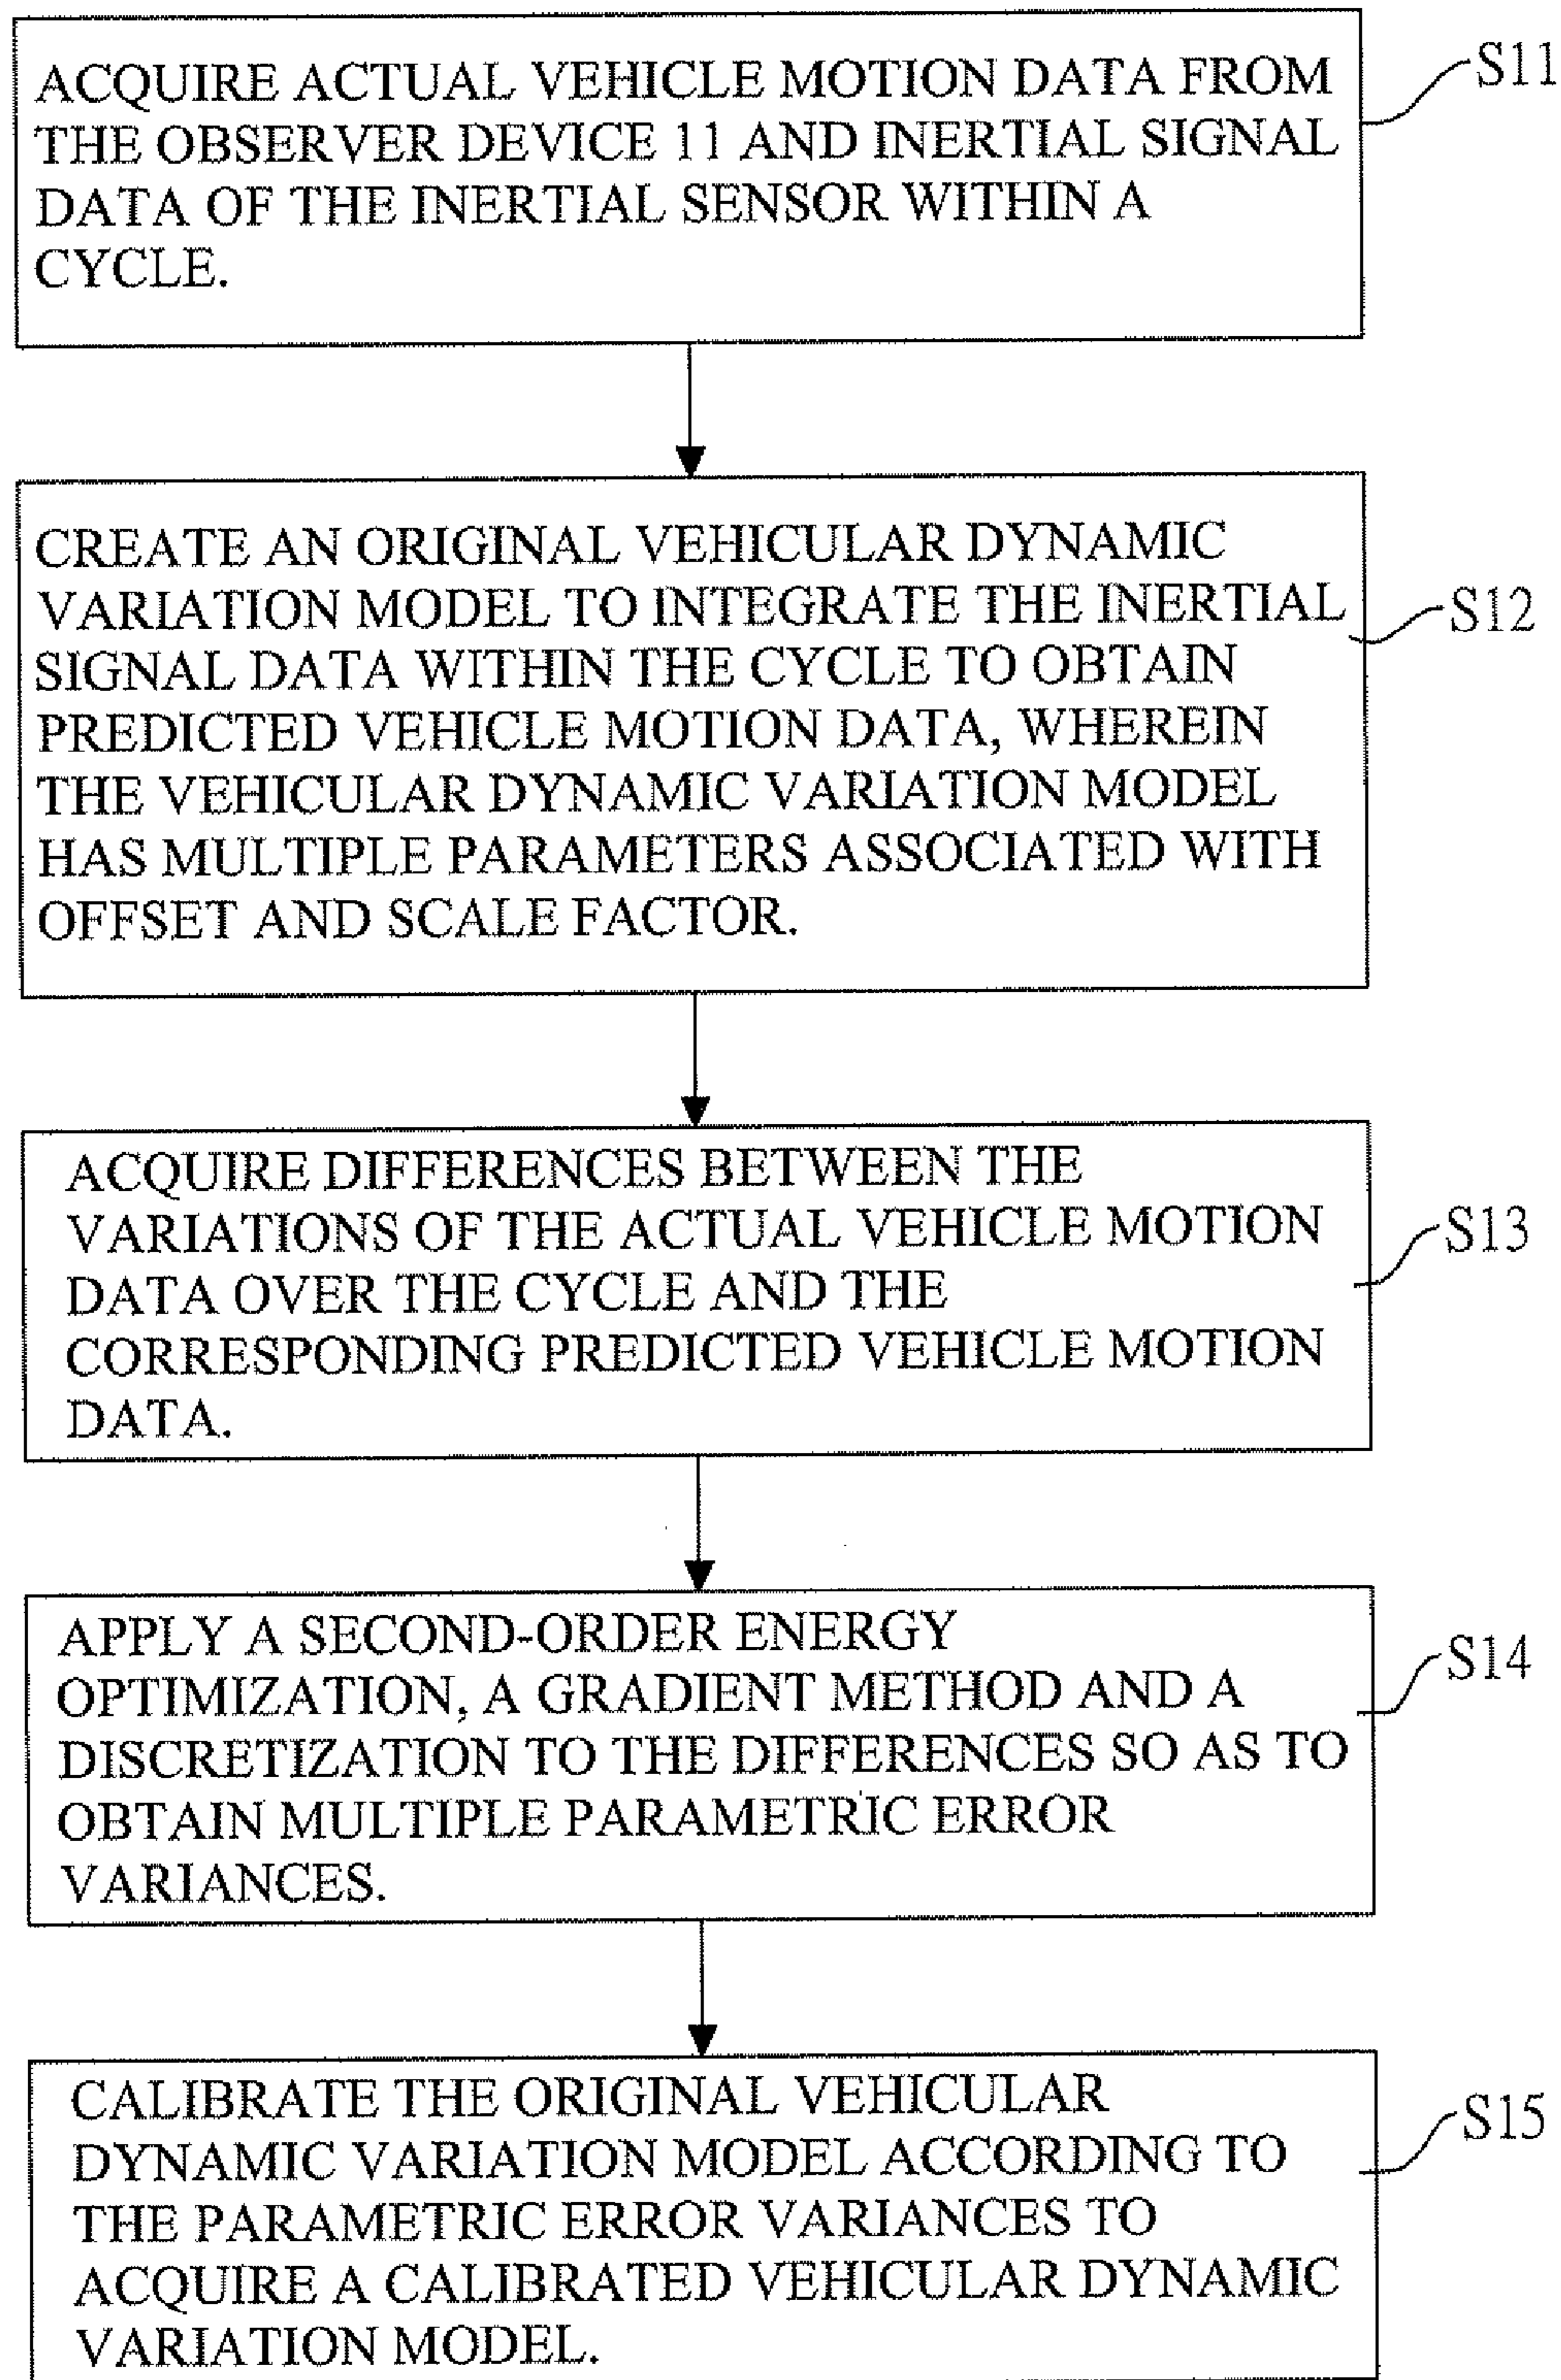 ACQUIRE ACTUAL VEHICLE MOTION DATA FROM
THE OBSERVER DEVICE 11 AND INERTIAL SIGNAL
DATA OF THE INERTIAL SENSOR WITHIN A
CYCLE.
S11
CREATE AN ORIGINAL VEHICULAR DYNAMIC
VARIATION MODEL TO INTEGRATE THE INERTIAL
SIGNAL DATA WITHIN THE CYCLE TO OBTAIN
PREDICTED VEHICLE MOTION DATA, WHEREIN
THE VEHICULAR DYNAMIC VARIATION MODEL
HAS MULTIPLE PARAMETERS ASSOCIATED WITH
OFFSET AND SCALE FACTOR.
S12
ACQUIRE DIFFERENCES BETWEEN THE
VARIATIONS OF THE ACTUAL VEHICLE MOTION
DATA OVER THE CYCLE AND THE
CORRESPONDING PREDICTED VEHICLE MOTION
DATA.
S13
APPLY A SECOND-ORDER ENERGY
OPTIMIZATION, A GRADIENT METHOD AND A
DISCRETIZATION TO THE DIFFERENCES SO AS TO
OBTAIN MULTIPLE PARAMETRIC ERROR
VARIANCES.
S14
CALIBRATE THE ORIGINAL VEHICULAR
DYNAMIC VARIATION MODEL ACCORDING TO
THE PARAMETRIC ERROR VARIANCES TO
ACQUIRE A CALIBRATED VEHICULAR DYNAMIC
VARIATION MODEL.
S15